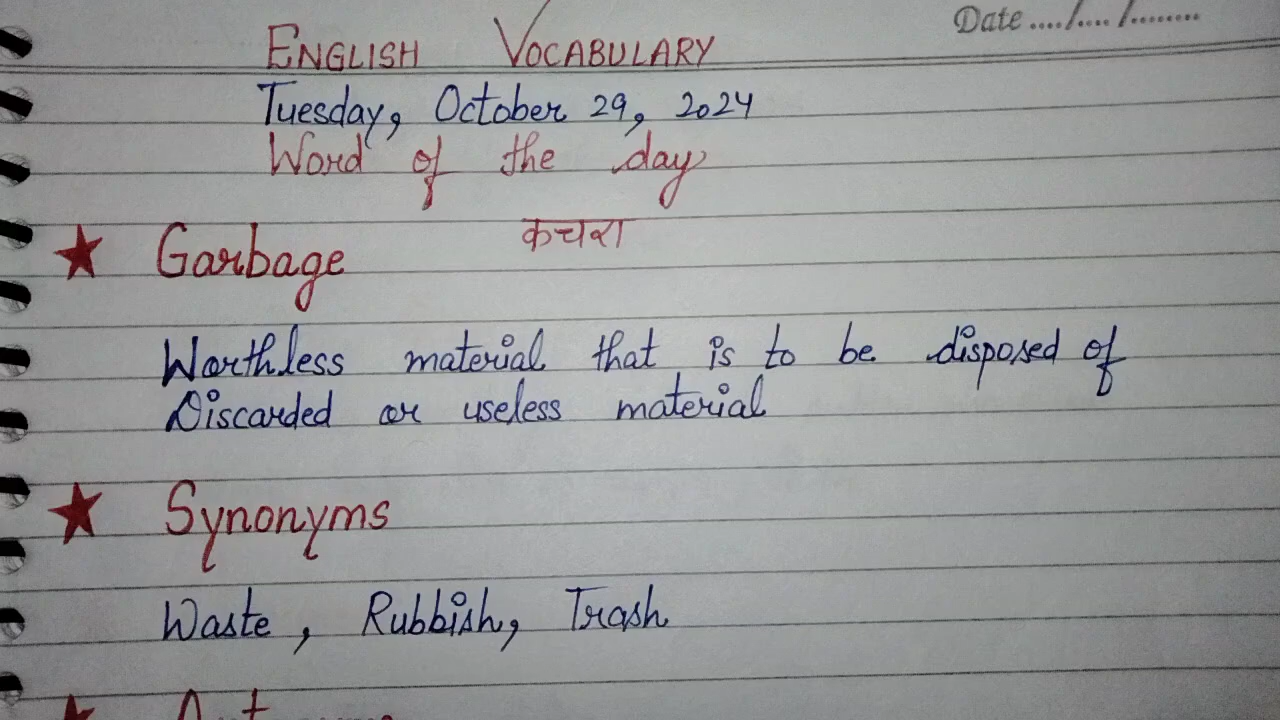 Date ..../..../........
ENGLISH VOCABULARY
Tuesday, October 29, 2024
Word of the day
★ Garbage कचरा
Worthless material that is to be disposed of
Discarded or useless material
★ Synonyms
Waste, Rubbish, Trash